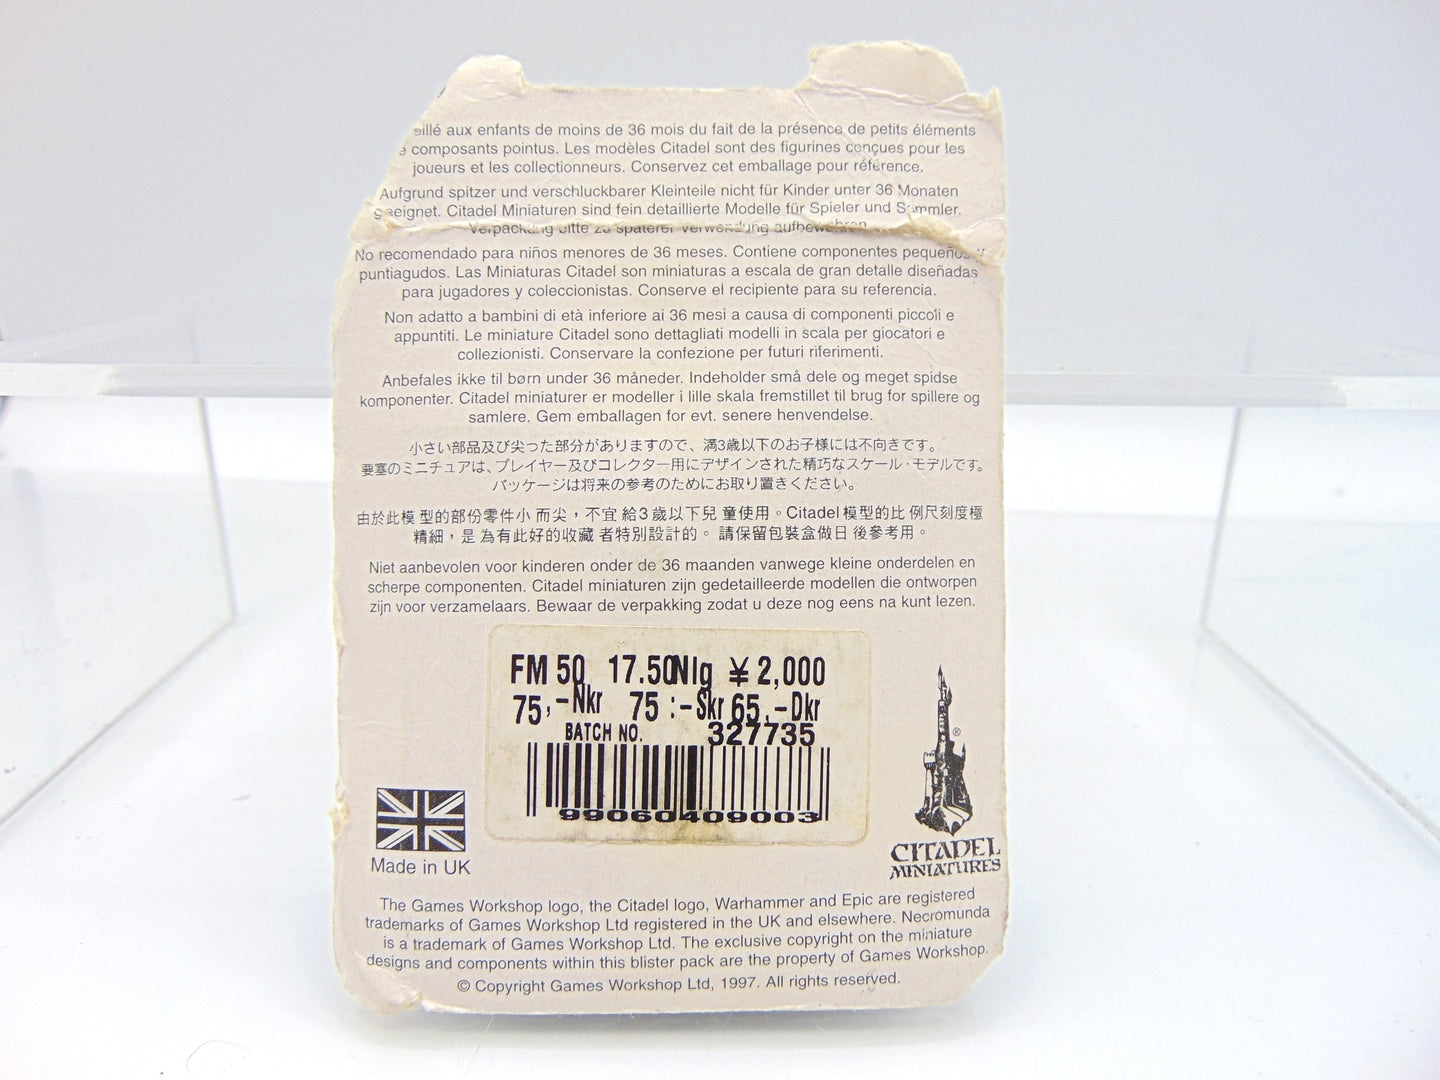 eillé aux enfants de moins de 36 mois du fait de la présence de petits éléments
composants pointus. Les modèles Citadel sont des figurines conçues pour les
joueurs et les collectionneurs. Conservez cet emballage pour référence.
Aufgrund spitzer und verschluckbarer Kleinteile nicht für Kinder unter 36 Monaten
geeignet. Citadel Miniaturen sind fein detaillierte Modelle für Spieler und Sammler.
Verpackung bitte zu späterer Verwendung aufbewahren
No recomendado para niños menores de 36 meses. Contiene componentes pequeños y
puntiagudos. Las Miniaturas Citadel son miniaturas a escala de gran detalle diseñadas
para jugadores y coleccionistas. Conserve el recipiente para su referencia.
Non adatto a bambini di età inferiore ai 36 mesi a causa di componenti piccoli e
appuntiti. Le miniature Citadel sono dettagliati modelli in scala per giocatori e
collezionisti. Conservare la confezione per futuri riferimenti.
Anbefales ikke til børn under 36 måneder. Indeholder små dele og meget spidse
komponenter. Citadel miniaturer er modeller i lille skala fremstillet til brug for spillere og
samlere. Gem emballagen for evt. senere henvendelse.
小さい部品及び尖った部分がありますので、満3歳以下のお子様には不向きです。
要塞のミニチュアは、プレイヤー及びコレクター用にデザインされた精巧なスケール・モデルです。
パッケージは将来の参考のためにお取り置きください。
由於此模型的部份零件小而尖，不宜給3歲以下兒童使用。Citadel模型的比例尺刻度極
精細，是為有此好的收藏者特別設計的。請保留包裝盒做日後參考用。
Niet aanbevolen voor kinderen onder de 36 maanden vanwege kleine onderdelen en
scherpe componenten. Citadel miniaturen zijn gedetailleerde modellen die ontworpen
zijn voor verzamelaars. Bewaar de verpakking zodat u deze nog eens na kunt lezen.
FM 50 17.50Nlg ¥ 2,000
75,-Nkr 75 :-Skr 65,-Dkr
BATCH NO. 327735
99060409003
®
CITADEL
MINIATURES
Made in UK
The Games Workshop logo, the Citadel logo, Warhammer and Epic are registered
trademarks of Games Workshop Ltd registered in the UK and elsewhere. Necromunda
is a trademark of Games Workshop Ltd. The exclusive copyright on the miniature
designs and components within this blister pack are the property of Games Workshop.
© Copyright Games Workshop Ltd, 1997. All rights reserved.